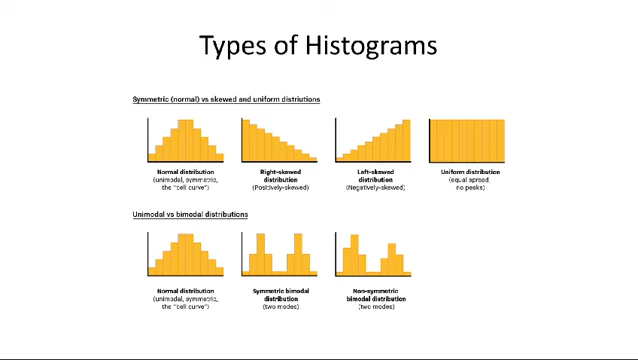 Types of Histograms
Symmetric (normal) vs skewed and uniform distriutions
Normal distribution
(unimodal, symmetric,
the "bell curve")
Right-skewed
distribution
(Positively-skewed)
Left-skewed
distribution
(Negatively-skewed)
Uniform distribution
(equal spread,
no peaks)
Unimodal vs bimodal distributions
Normal distribution
(unimodal, symmetric,
the "bell curve")
Symmetric bimodal
distribution
(two modes)
Non-symmetric
bimodal distribution
(two modes)